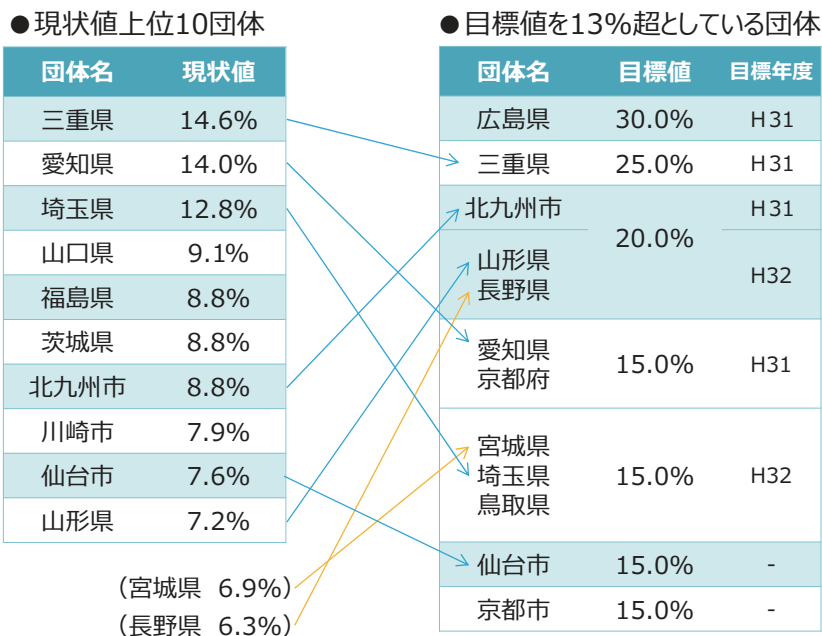 ●現状値上位10団体
団体名 現状値
三重県 14.6%
愛知県 14.0%
埼玉県 12.8%
山口県 9.1%
福島県 8.8%
茨城県 8.8%
北九州市 8.8%
川崎市 7.9%
仙台市 7.6%
山形県 7.2%
（宮城県 6.9%）
（長野県 6.3%）
●目標値を13%超としている団体
団体名 目標値 目標年度
広島県 30.0% H31
三重県 25.0% H31
北九州市 H31
20.0%
山形県
長野県 H32
愛知県
京都府 15.0% H31
宮城県
埼玉県 15.0% H32
鳥取県
仙台市 15.0% -
京都市 15.0% -